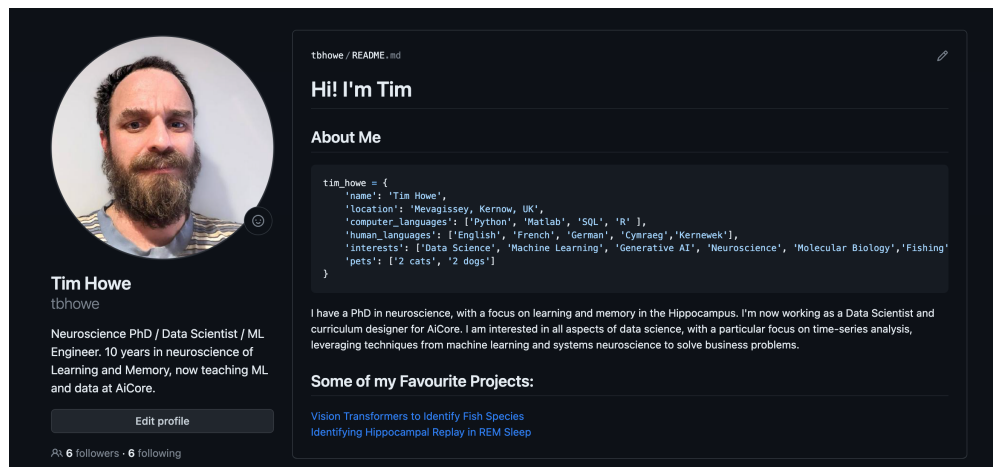 Tim Howe
tbhowe
Neuroscience PhD / Data Scientist / ML
Engineer. 10 years in neuroscience of
Learning and Memory, now teaching ML
and data at AiCore.
Edit profile
6 followers · 6 following
tbhowe/README.md
Hi! I'm Tim
About Me
tim_howe = {
    'name': 'Tim Howe',
    'location': 'Mevagissey, Kernow, UK',
    'computer_languages': ['Python', 'Matlab', 'SQL', 'R' ],
    'human_languages': ['English', 'French', 'German', 'Cymraeg','Kernewek'],
    'interests': ['Data Science', 'Machine Learning', 'Generative AI', 'Neuroscience', 'Molecular Biology','Fishing'
    'pets': ['2 cats', '2 dogs']
}
I have a PhD in neuroscience, with a focus on learning and memory in the Hippocampus. I'm now working as a Data Scientist and
curriculum designer for AiCore. I am interested in all aspects of data science, with a particular focus on time-series analysis,
leveraging techniques from machine learning and systems neuroscience to solve business problems.
Some of my Favourite Projects:
Vision Transformers to Identify Fish Species
Identifying Hippocampal Replay in REM Sleep